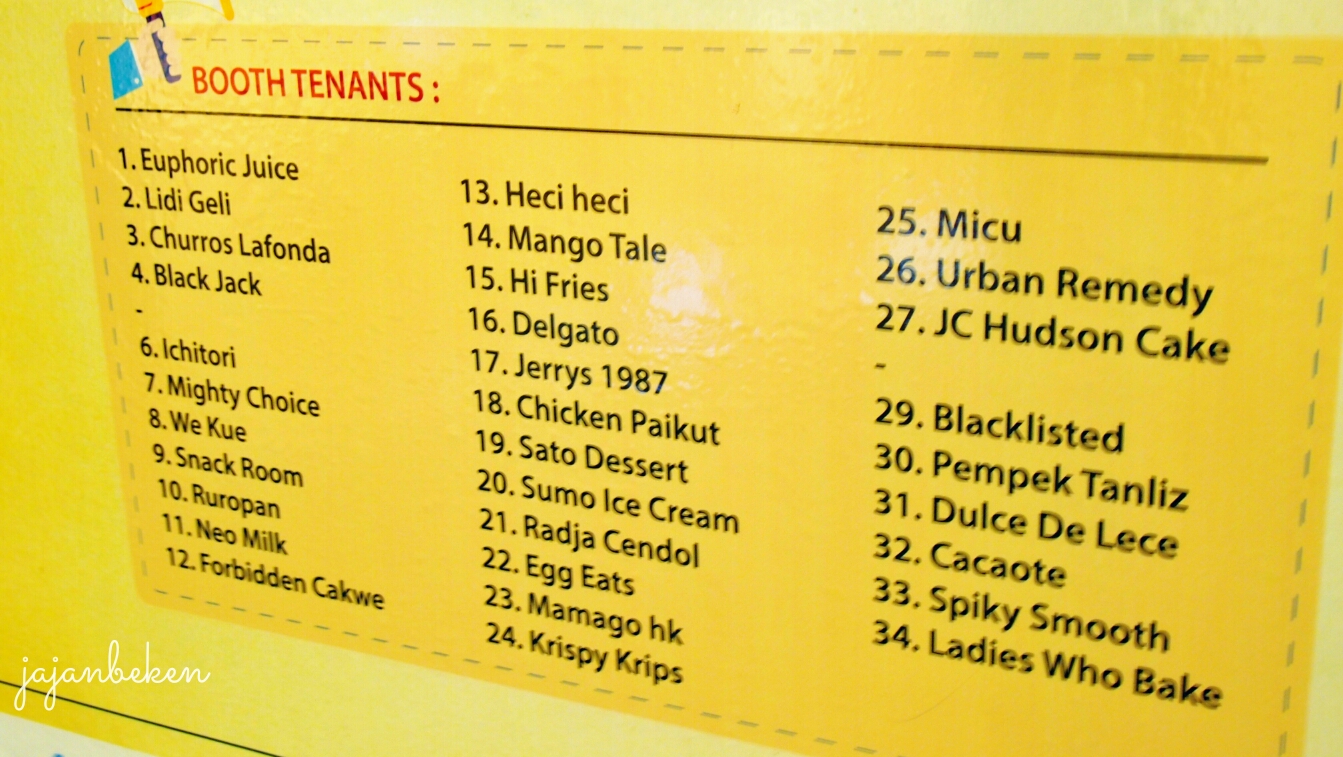 BOOTH TENANTS :
1. Euphoric Juice
2. Lidi Geli
3. Churros Lafonda
4. Black Jack
-
6. Ichitori
7. Mighty Choice
8. We Kue
9. Snack Room
10. Ruropan
11. Neo Milk
12. Forbidden Cakwe
13. Heci heci
14. Mango Tale
15. Hi Fries
16. Delgato
17. Jerrys 1987
18. Chicken Paikut
19. Sato Dessert
20. Sumo Ice Cream
21. Radja Cendol
22. Egg Eats
23. Mamago hk
24. Krispy Krips
25. Micu
26. Urban Remedy
27. JC Hudson Cake
-
29. Blacklisted
30. Pempek Tanliz
31. Dulce De Lece
32. Cacaote
33. Spiky Smooth
34. Ladies Who Bake
jajanbeken